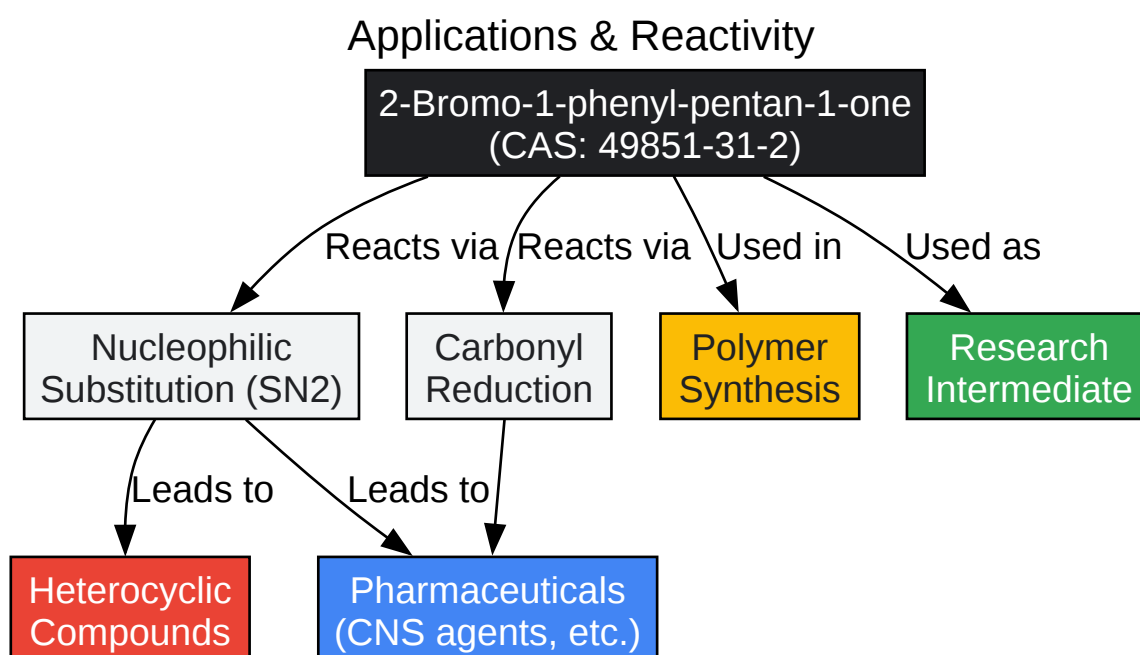 Applications & Reactivity
2-Bromo-1-phenyl-pentan-1-one
(CAS: 49851-31-2)
Reacts via
Reacts via
Used in
Used as
Nucleophilic
Substitution (SN2)
Carbonyl
Reduction
Polymer
Synthesis
Research
Intermediate
Leads to
Leads to
Heterocyclic
Compounds
Pharmaceuticals
(CNS agents, etc.)